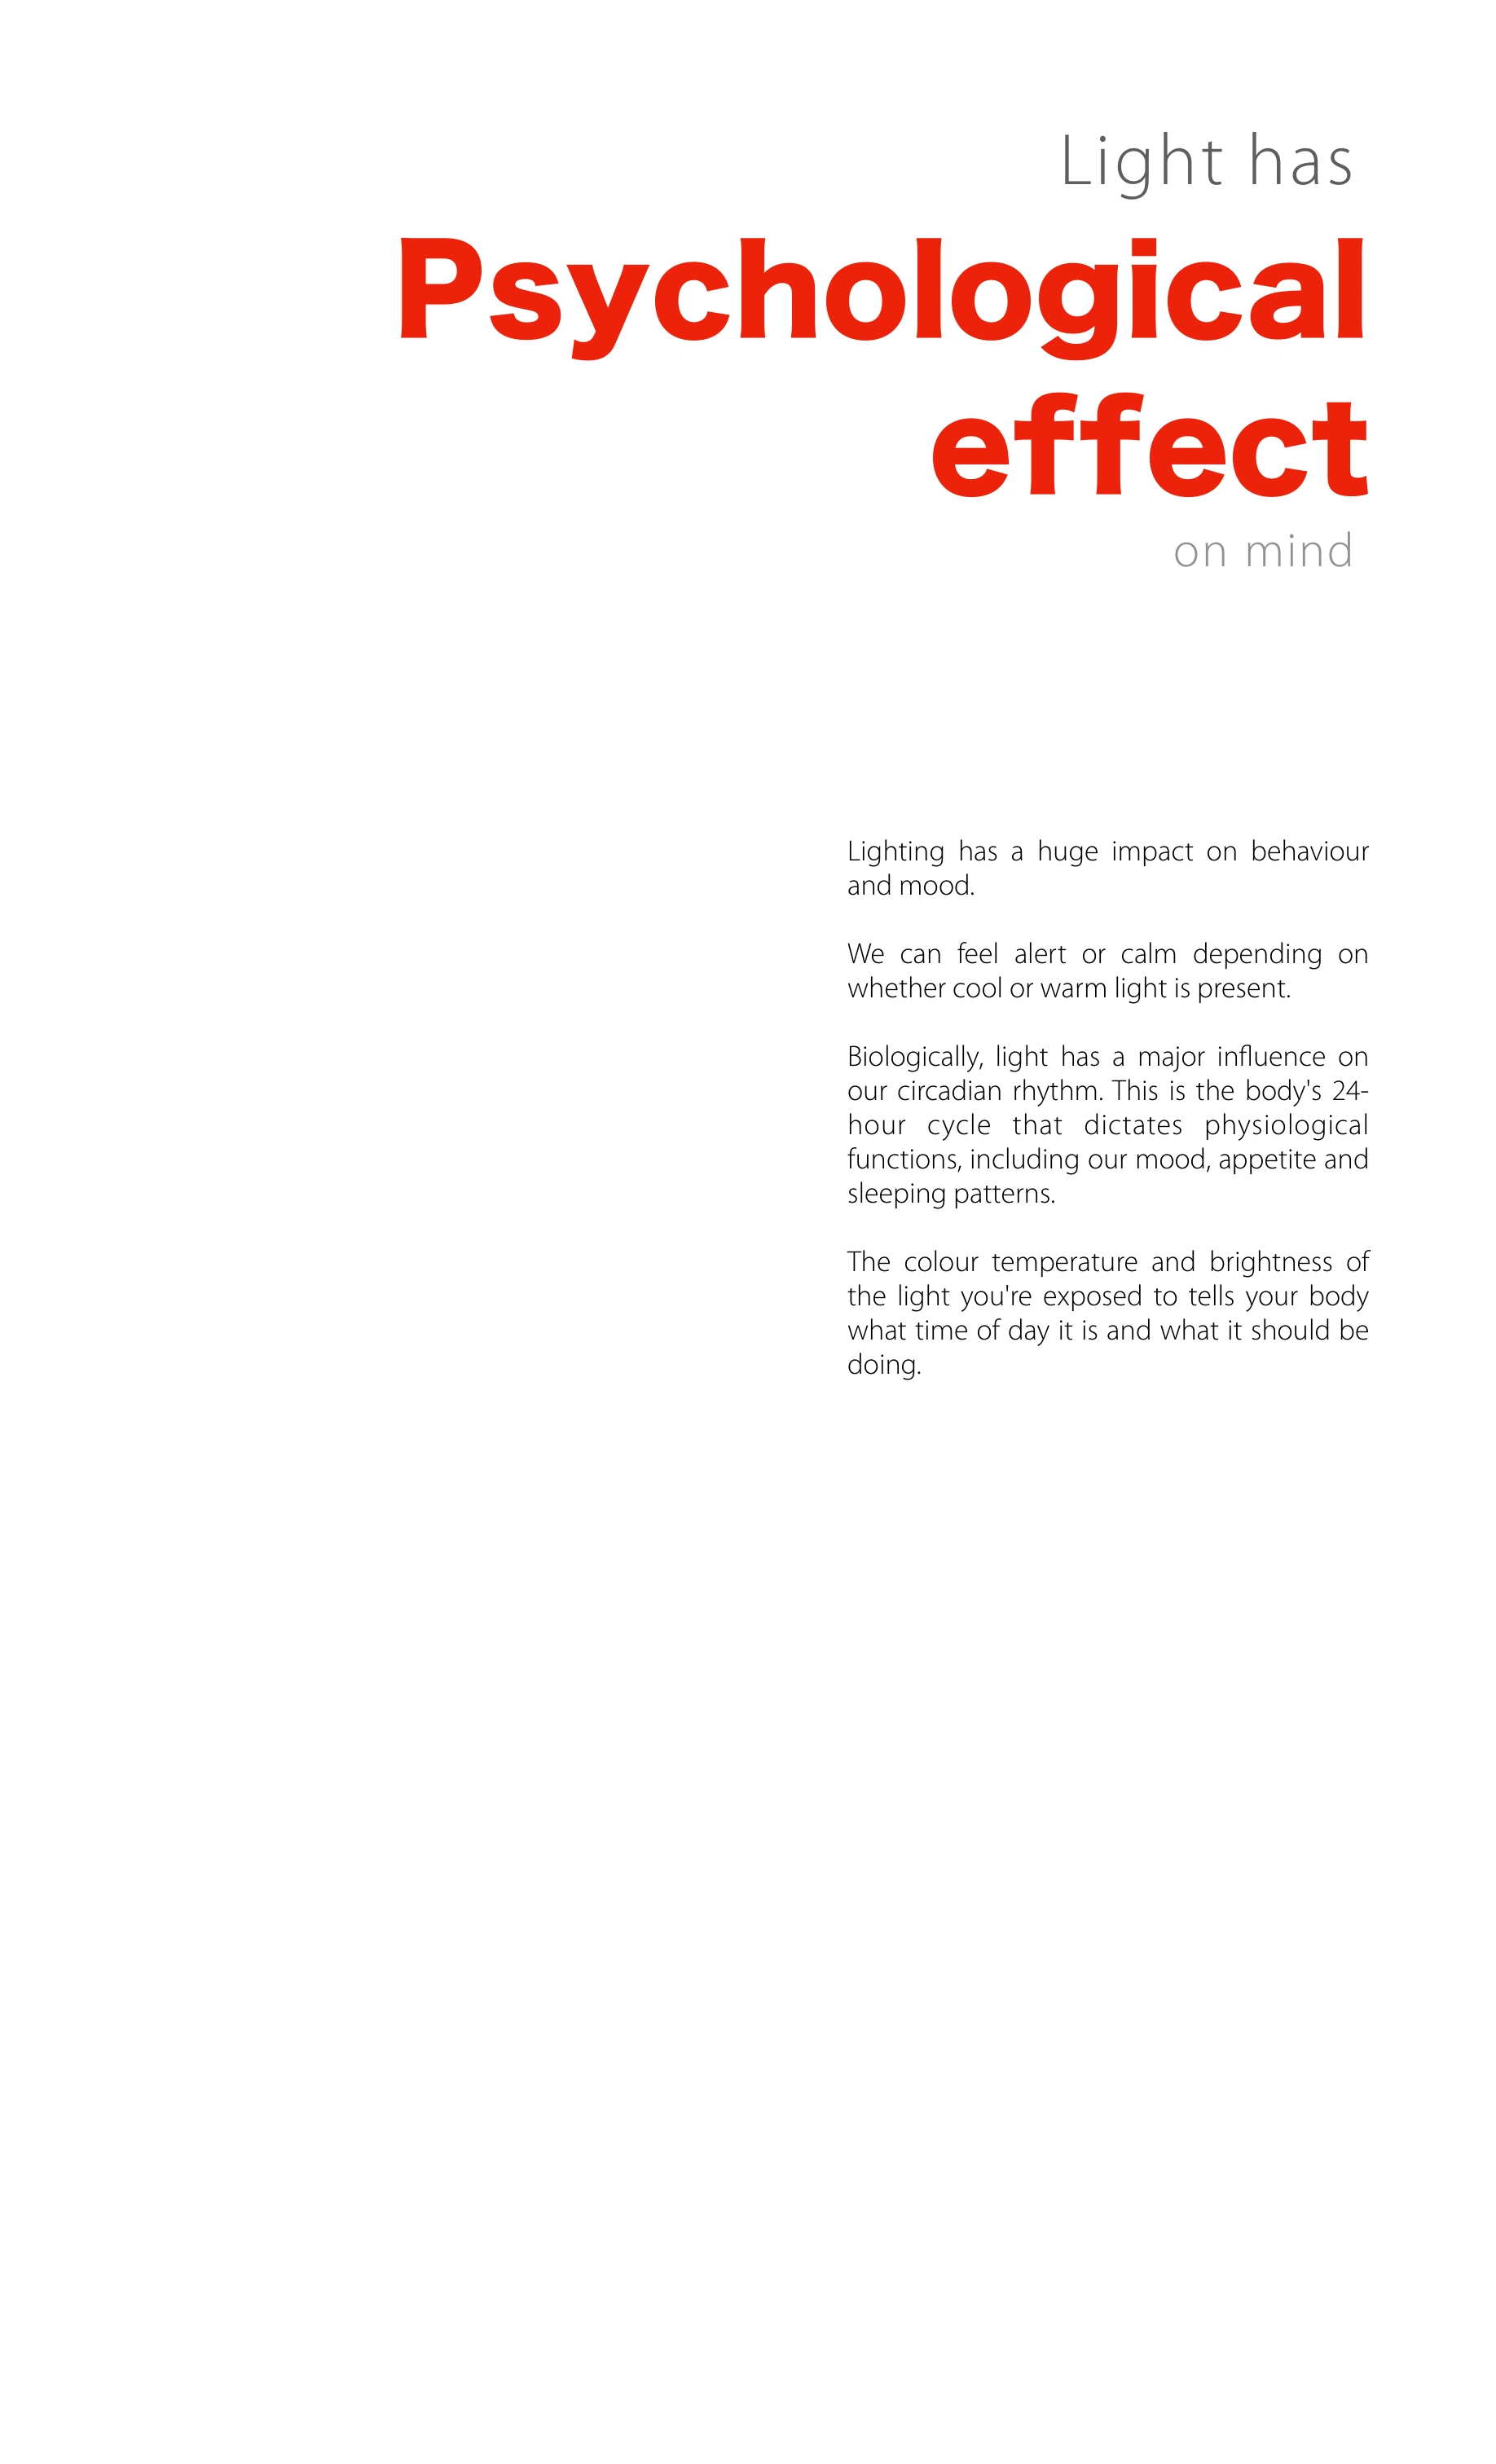 Light has
Psychological
effect
on mind
Lighting has a huge impact on behaviour
and mood.
We can feel alert or calm depending on
whether cool or warm light is present.
Biologically, light has a major influence on
our circadian rhythm. This is the body's 24-
hour cycle that dictates physiological
functions, including our mood, appetite and
sleeping patterns.
The colour temperature and brightness of
the light you're exposed to tells your body
what time of day it is and what it should be
doing.